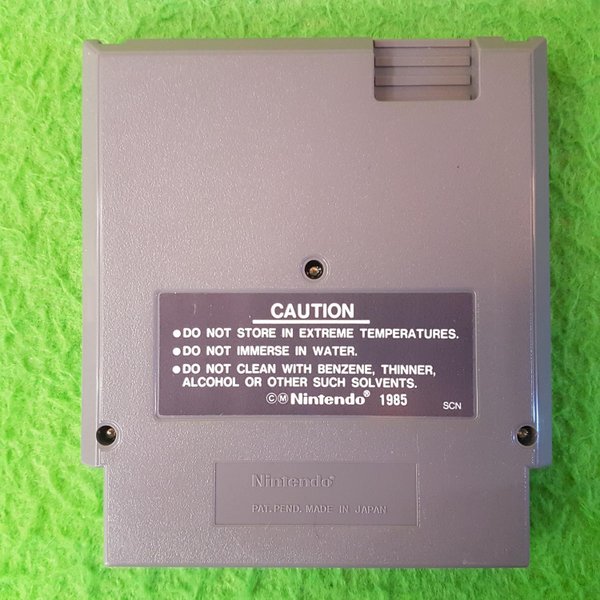 CAUTION
●DO NOT STORE IN EXTREME TEMPERATURES.
●DO NOT IMMERSE IN WATER.
●DO NOT CLEAN WITH BENZENE, THINNER,
ALCOHOL OR OTHER SUCH SOLVENTS.
©Ⓜ Nintendo® 1985
SCN
Nintendo®
PAT. PEND. MADE IN JAPAN